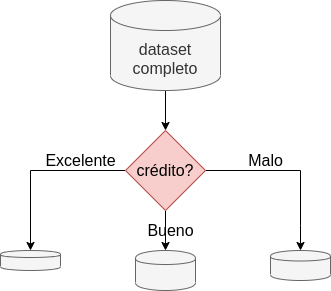 dataset
completo
crédito?
Excelente
Malo
Bueno